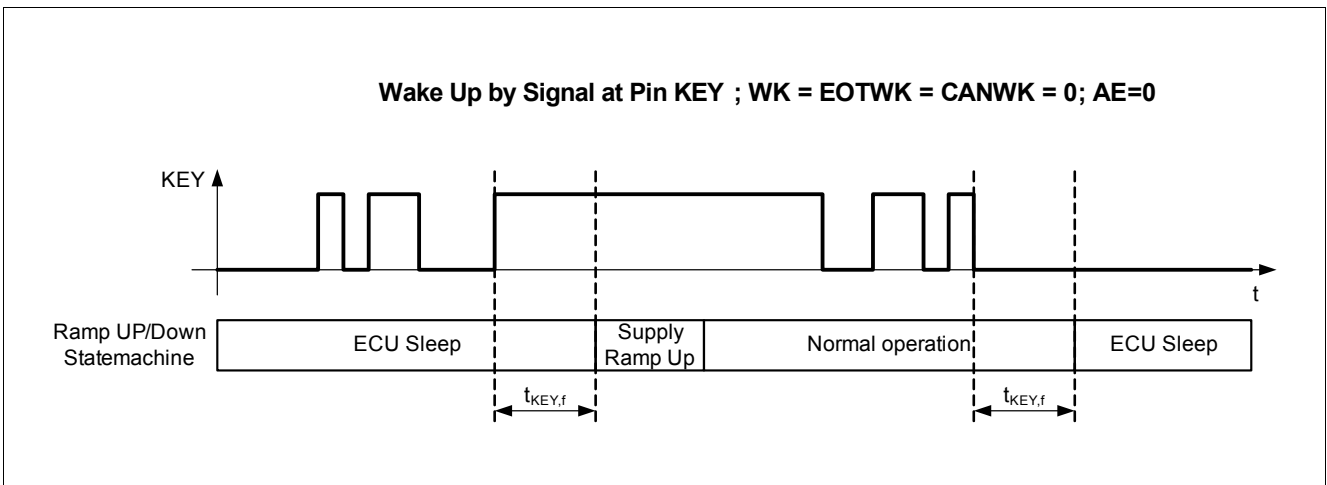 Wake Up by Signal at Pin KEY ; WK = EOTWK = CANWK = 0; AE=0
KEY
t
Ramp UP/Down
Statemachine
ECU Sleep
Supply
Ramp Up
Normal operation
ECU Sleep
tKEY,f
tKEY,f